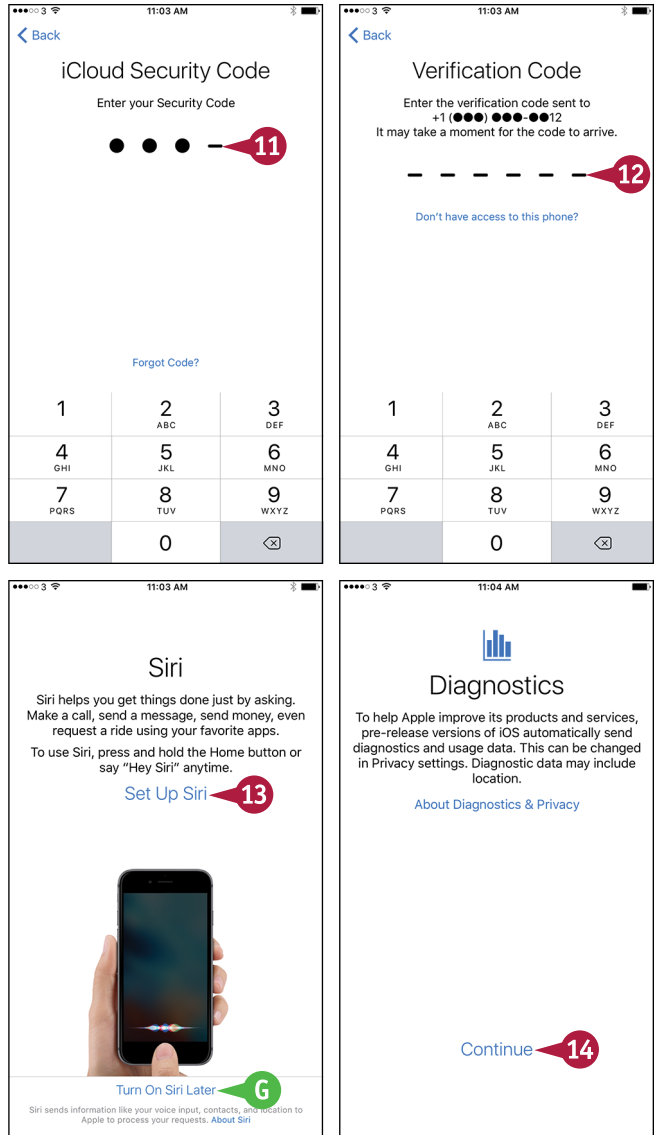 3 11:03 AM
Back
iCloud Security Code
Enter your Security Code
11
Forgot Code?
1 2 3
ABC DEF
4 5 6
GHI JKL MNO
7 8 9
PQRS TUV WXYZ
0
3 11:03 AM
Back
Verification Code
Enter the verification code sent to
+1 (●●●) ●●●-●●12
It may take a moment for the code to arrive.
12
Don't have access to this phone?
1 2 3
ABC DEF
4 5 6
GHI JKL MNO
7 8 9
PQRS TUV WXYZ
0
3 11:03 AM
Siri
Siri helps you get things done just by asking.
Make a call, send a message, send money, even
request a ride using your favorite apps.
To use Siri, press and hold the Home button or
say “Hey Siri” anytime.
Set Up Siri 13
Turn On Siri Later G
Siri sends information like your voice input, contacts, and location to
Apple to process your requests. About Siri
3 11:04 AM
Diagnostics
To help Apple improve its products and services,
pre-release versions of iOS automatically send
diagnostics and usage data. This can be changed
in Privacy settings. Diagnostic data may include
location.
About Diagnostics & Privacy
Continue 14